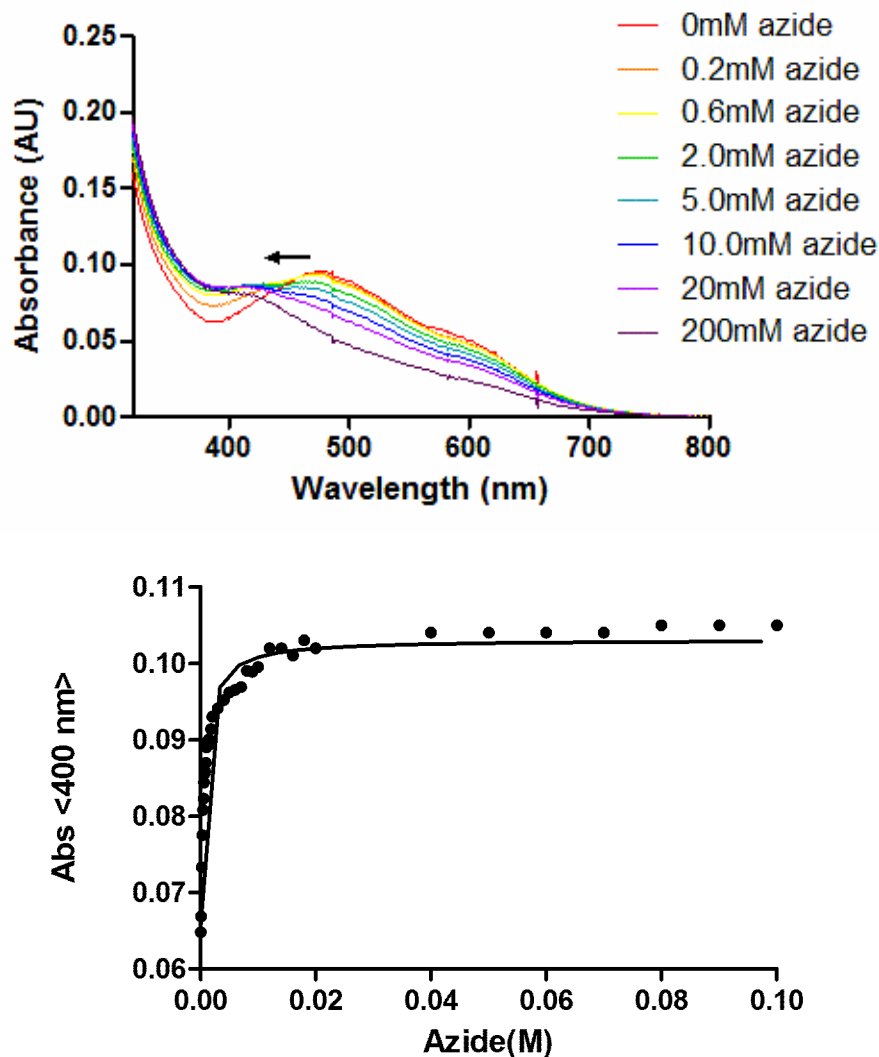 0mM azide
0.2mM azide
0.6mM azide
2.0mM azide
5.0mM azide
10.0mM azide
20mM azide
200mM azide
Absorbance (AU)
0.25
0.20
0.15
0.10
0.05
0.00
400 500 600 700 800
Wavelength (nm)
Abs <400 nm>
0.11
0.10
0.09
0.08
0.07
0.06
0.00 0.02 0.04 0.06 0.08 0.10
Azide(M)